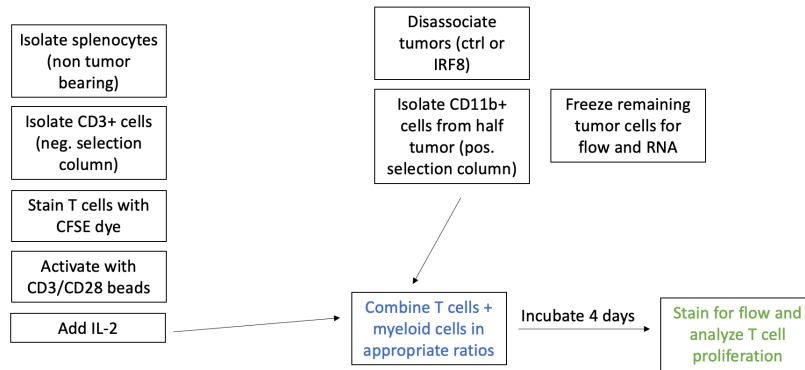 Isolate splenocytes
(non tumor
bearing)
Isolate CD3+ cells
(neg. selection
column)
Stain T cells with
CFSE dye
Activate with
CD3/CD28 beads
Add IL-2
Disassociate
tumors (ctrl or
IRF8)
Isolate CD11b+
cells from half
tumor (pos.
selection column)
Freeze remaining
tumor cells for
flow and RNA
Combine T cells +
myeloid cells in
appropriate ratios
Incubate 4 days
Stain for flow and
analyze T cell
proliferation